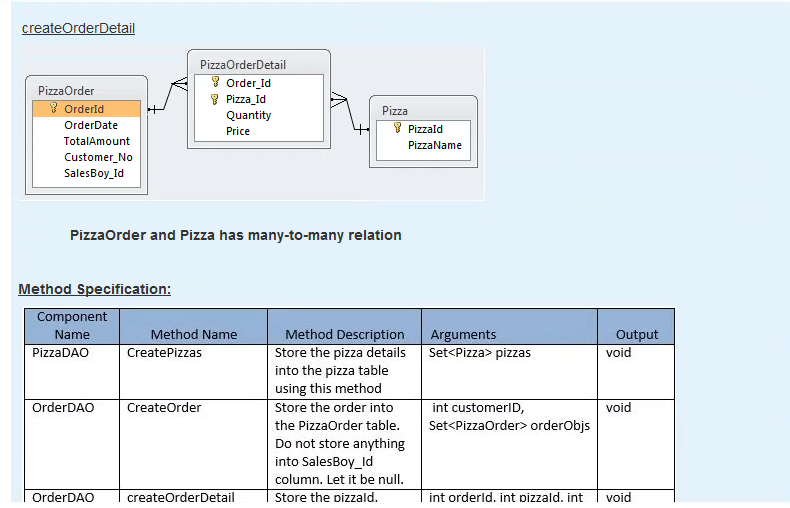 createOrderDetail
PizzaOrderDetail
Order_Id
Pizza_Id
Quantity
Price
PizzaOrder
OrderId
OrderDate
TotalAmount
Customer_No
SalesBoy_Id
Pizza
PizzaId
PizzaName
PizzaOrder and Pizza has many-to-many relation
Method Specification:
Component
Name Method Name Method Description Arguments Output
PizzaDAO CreatePizzas Store the pizza details Set<Pizza> pizzas void
into the pizza table
using this method
OrderDAO CreateOrder Store the order into int customerID, void
the PizzaOrder table. Set<PizzaOrder> orderObjs
Do not store anything
into SalesBoy_Id
column. Let it be null.
OrderDAO createOrderDetail Store the pizzaId, int orderId, int pizzaId, int void